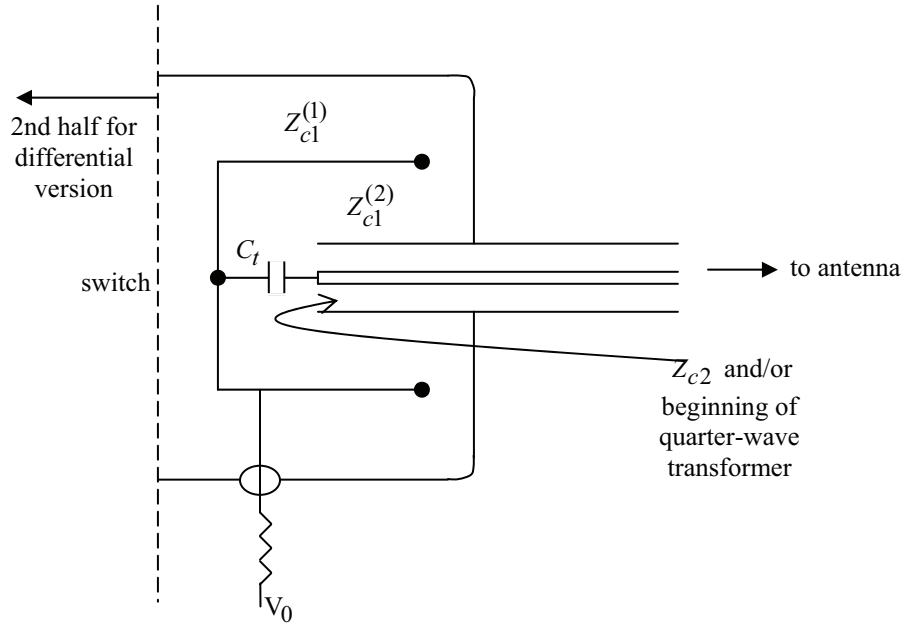 Z_{c1}^{(1)}
2nd half for
differential
version
Z_{c1}^{(2)}
C_t
switch
to antenna
Z_{c2} and/or
beginning of
quarter-wave
transformer
V_0